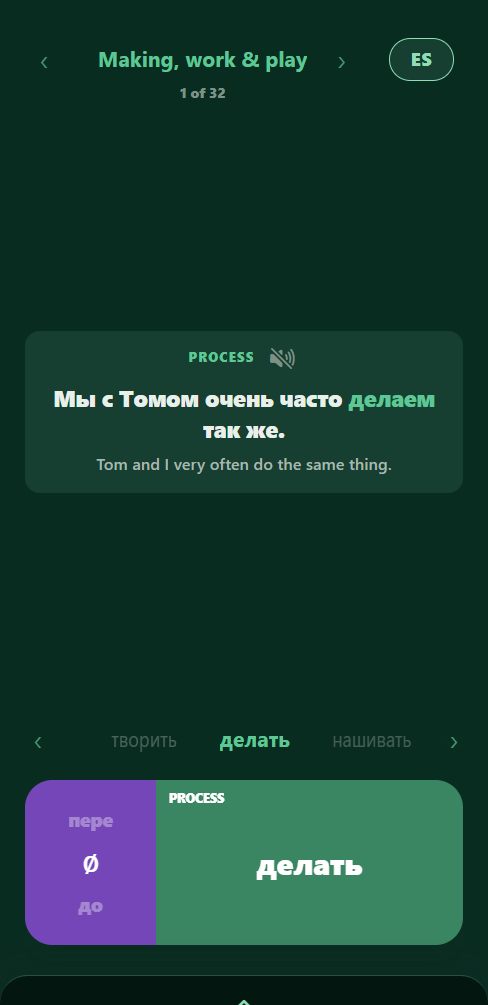 ‹ Making, work & play › ES
1 of 32
PROCESS
Мы с Томом очень часто делаем
так же.
Tom and I very often do the same thing.
‹ творить делать нашивать ›
PROCESS
пере
Ø
делать
до